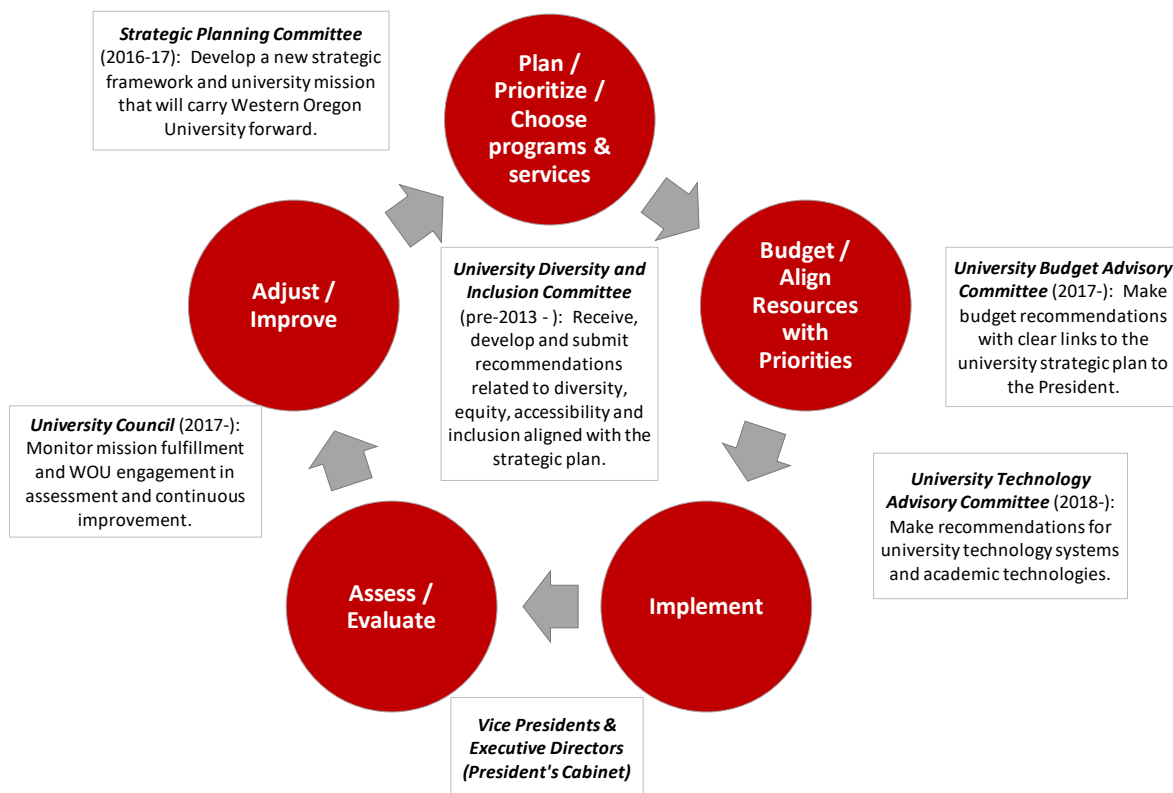 Strategic Planning Committee
(2016-17):  Develop a new strategic
framework and university mission
that will carry Western Oregon
University forward.
Plan /
Prioritize /
Choose
programs &
services
Budget /
Align
Resources
with
Priorities
University Budget Advisory
Committee (2017-):  Make
budget recommendations
with clear links to the
university strategic plan to
the President.
Adjust /
Improve
University Diversity and
Inclusion Committee
(pre-2013 - ):  Receive,
develop and submit
recommendations
related to diversity,
equity, accessibility and
inclusion aligned with the
strategic plan.
University Council (2017-):
Monitor mission fulfillment
and WOU engagement in
assessment and continuous
improvement.
University Technology
Advisory Committee (2018-):
Make recommendations for
university technology systems
and academic technologies.
Assess /
Evaluate
Implement
Vice Presidents &
Executive Directors
(President's Cabinet)